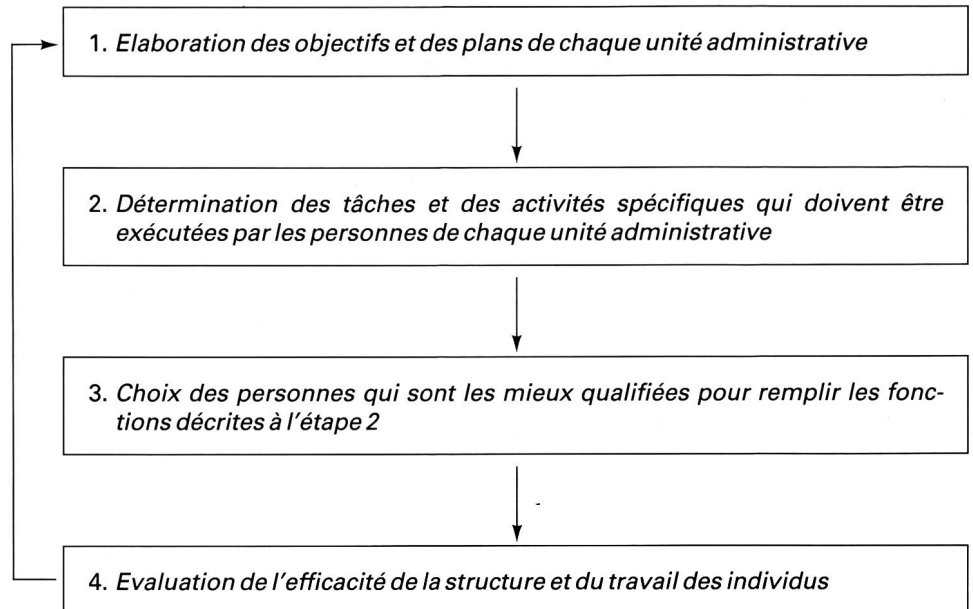 1. Elaboration des objectifs et des plans de chaque unité administrative
2. Détermination des tâches et des activités spécifiques qui doivent être
exécutées par les personnes de chaque unité administrative
3. Choix des personnes qui sont les mieux qualifiées pour remplir les fonc-
tions décrites à l'étape 2
4. Evaluation de l'efficacité de la structure et du travail des individus